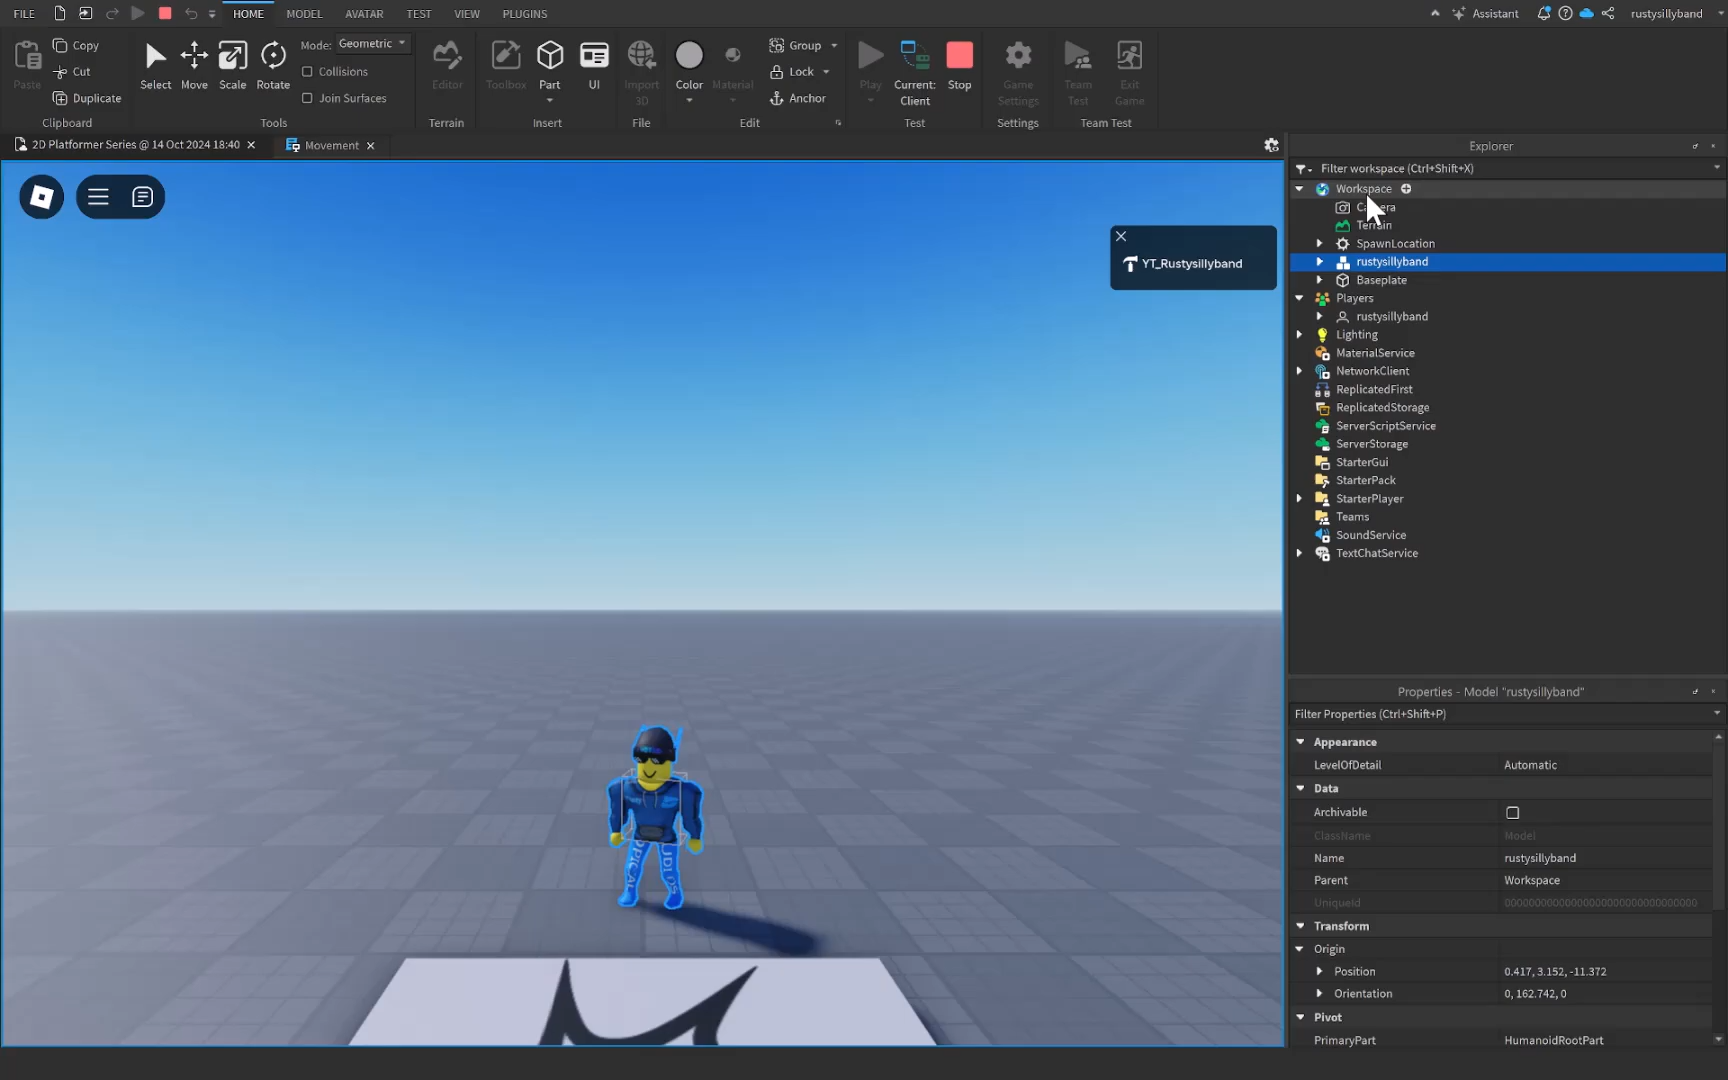 FILE
HOME
MODEL
AVATAR
TEST
VIEW
PLUGINS
Assistant
rustysillyband
Paste
Copy
Cut
Duplicate
Clipboard
Select
Move
Scale
Rotate
Mode: Geometric
Collisions
Join Surfaces
Tools
Editor
Terrain
Toolbox
Part
UI
Insert
Import
3D
File
Color
Material
Group
Lock
Anchor
Edit
Play
Current:
Client
Stop
Test
Game
Settings
Settings
Team
Test
Exit
Game
Team Test
2D Platformer Series @ 14 Oct 2024 18:40
Movement
YT_Rustysillyband
Explorer
Filter workspace (Ctrl+Shift+X)
Workspace
Terrain
SpawnLocation
rustysillyband
Baseplate
Players
rustysillyband
Lighting
MaterialService
NetworkClient
ReplicatedFirst
ReplicatedStorage
ServerScriptService
ServerStorage
StarterGui
StarterPack
StarterPlayer
Teams
SoundService
TextChatService
Properties - Model "rustysillyband"
Filter Properties (Ctrl+Shift+P)
Appearance
LevelOfDetail Automatic
Data
Archivable
ClassName Model
Name rustysillyband
Parent Workspace
UniqueId
Transform
Origin
Position 0.417, 3.152, -11.372
Orientation 0, 162.742, 0
Pivot
PrimaryPart HumanoidRootPart